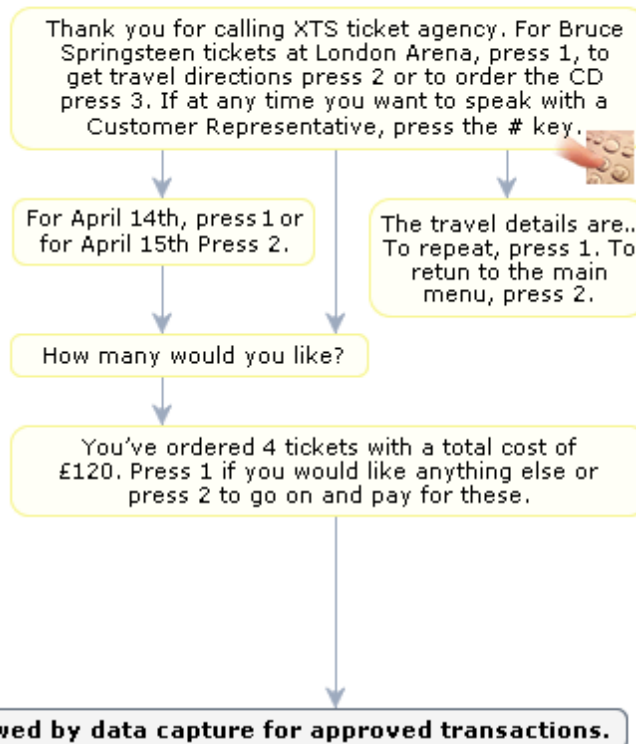 Thank you for calling XTS ticket agency. For Bruce
Springsteen tickets at London Arena, press 1, to
get travel directions press 2 or to order the CD
press 3. If at any time you want to speak with a
Customer Representative, press the # key.
For April 14th, press 1 or
for April 15th Press 2.
The travel details are..
To repeat, press 1. To
retun to the main
menu, press 2.
How many would you like?
You've ordered 4 tickets with a total cost of
£120. Press 1 if you would like anything else or
press 2 to go on and pay for these.
by data capture for approved transactions.